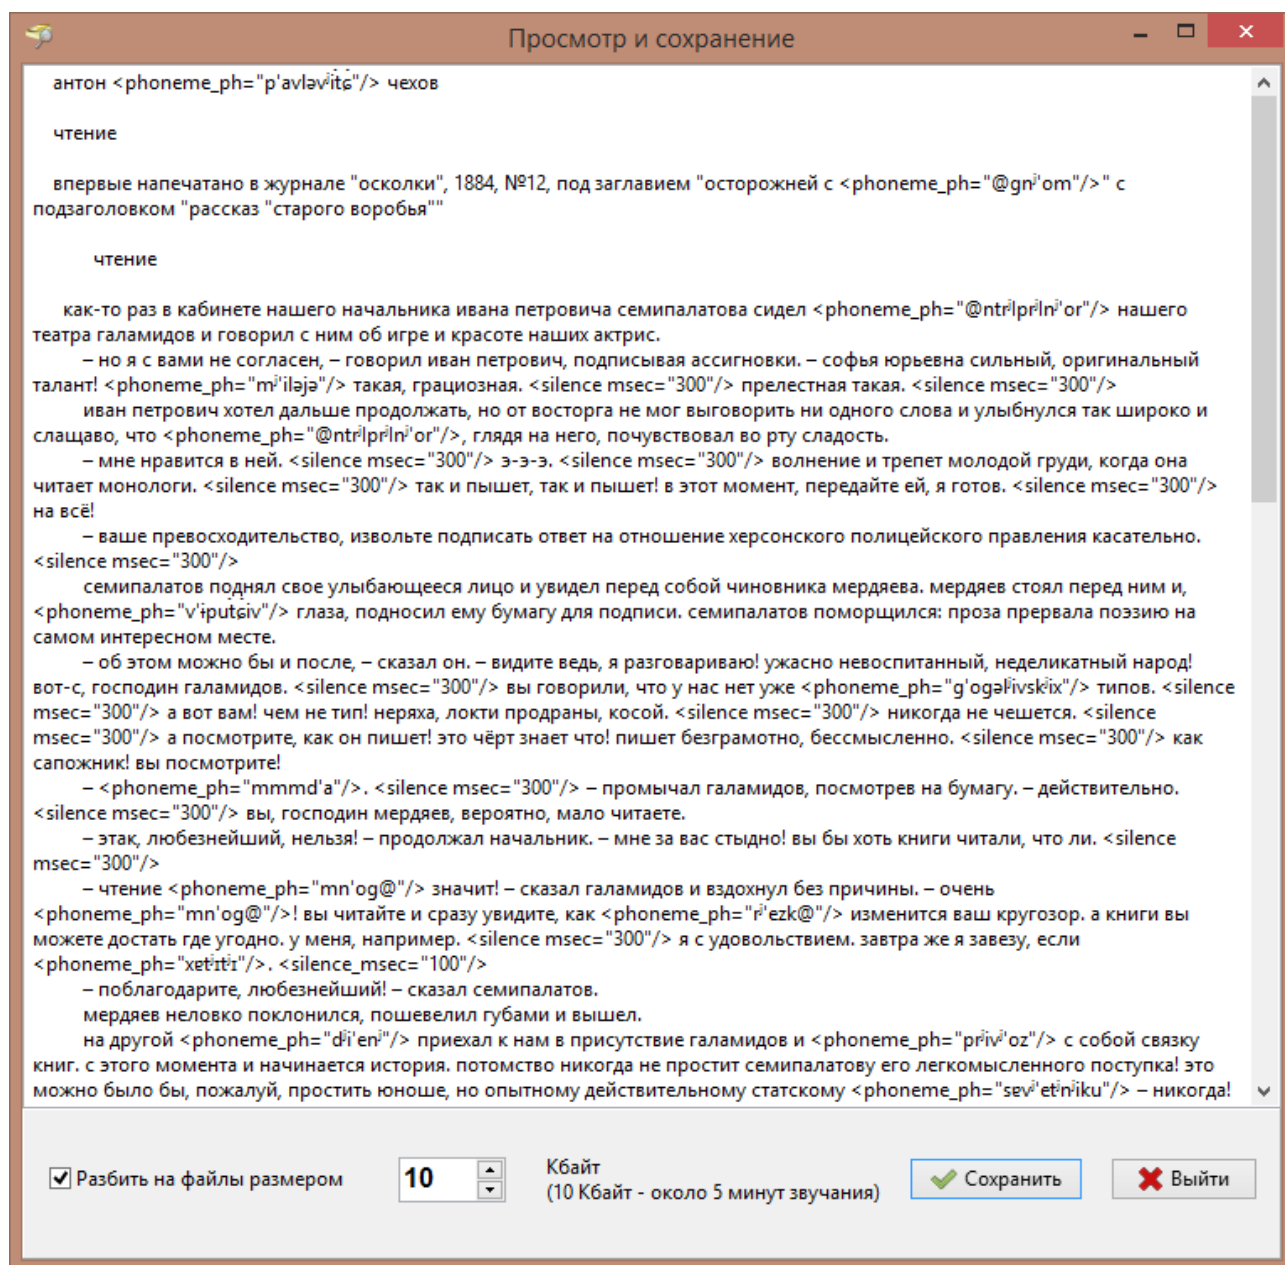 Просмотр и сохранение
антон <phoneme_ph="p'avləvʲit͡ɕ"/> чехов
чтение
впервые напечатано в журнале "осколки", 1884, №12, под заглавием "осторожней с <phoneme_ph="@gnʲ'om"/>" с
подзаголовком "рассказ "старого воробья""
чтение
как-то раз в кабинете нашего начальника ивана петровича семипалатова сидел <phoneme_ph="@ntrʲIprʲInʲ'or"/> нашего
театра галамидов и говорил с ним об игре и красоте наших актрис.
– но я с вами не согласен, – говорил иван петрович, подписывая ассигновки. – софья юрьевна сильный, оригинальный
талант! <phoneme_ph="mʲ'iləjə"/> такая, грациозная. <silence msec="300"/> прелестная такая. <silence msec="300"/>
иван петрович хотел дальше продолжать, но от восторга не мог выговорить ни одного слова и улыбнулся так широко и
слащаво, что <phoneme_ph="@ntrʲIprʲInʲ'or"/>, глядя на него, почувствовал во рту сладость.
– мне нравится в ней. <silence msec="300"/> э-э-э. <silence msec="300"/> волнение и трепет молодой груди, когда она
читает монологи. <silence msec="300"/> так и пышет, так и пышет! в этот момент, передайте ей, я готов. <silence msec="300"/>
на всё!
– ваше превосходительство, извольте подписать ответ на отношение херсонского полицейского правления касательно.
<silence msec="300"/>
семипалатов поднял свое улыбающееся лицо и увидел перед собой чиновника мердяева. мердяев стоял перед ним и,
<phoneme_ph="v'ɨput͡ɕiv"/> глаза, подносил ему бумагу для подписи. семипалатов поморщился: проза прервала поэзию на
самом интересном месте.
– об этом можно бы и после, – сказал он. – видите ведь, я разговариваю! ужасно невоспитанный, неделикатный народ!
вот-с, господин галамидов. <silence msec="300"/> вы говорили, что у нас нет уже <phoneme_ph="g'ogəlʲivskʲix"/> типов. <silence
msec="300"/> а вот вам! чем не тип! неряха, локти продраны, косой. <silence msec="300"/> никогда не чешется. <silence
msec="300"/> а посмотрите, как он пишет! это чёрт знает что! пишет безграмотно, бессмысленно. <silence msec="300"/> как
сапожник! вы посмотрите!
– <phoneme_ph="mmmd'a"/>. <silence msec="300"/> – промычал галамидов, посмотрев на бумагу. – действительно.
<silence msec="300"/> вы, господин мердяев, вероятно, мало читаете.
– этак, любезнейший, нельзя! – продолжал начальник. – мне за вас стыдно! вы бы хоть книги читали, что ли. <silence
msec="300"/>
– чтение <phoneme_ph="mn'og@"/> значит! – сказал галамидов и вздохнул без причины. – очень
<phoneme_ph="mn'og@"/>! вы читайте и сразу увидите, как <phoneme_ph="rʲ'ezk@"/> изменится ваш кругозор. а книги вы
можете достать где угодно. у меня, например. <silence msec="300"/> я с удовольствием. завтра же я завезу, если
<phoneme_ph="xɐtʲɪtʲɪ"/>. <silence_msec="100"/>
– поблагодарите, любезнейший! – сказал семипалатов.
мердяев неловко поклонился, пошевелил губами и вышел.
на другой <phoneme_ph="dʲi'enʲ"/> приехал к нам в присутствие галамидов и <phoneme_ph="prʲivʲ'oz"/> с собой связку
книг. с этого момента и начинается история. потомство никогда не простит семипалатову его легкомысленного поступка! это
можно было бы, пожалуй, простить юноше, но опытному действительному статскому <phoneme_ph="sɐvʲ'etʲnʲiku"/> – никогда!
Разбить на файлы размером
10
Кбайт
(10 Кбайт - около 5 минут звучания)
Сохранить
Выйти